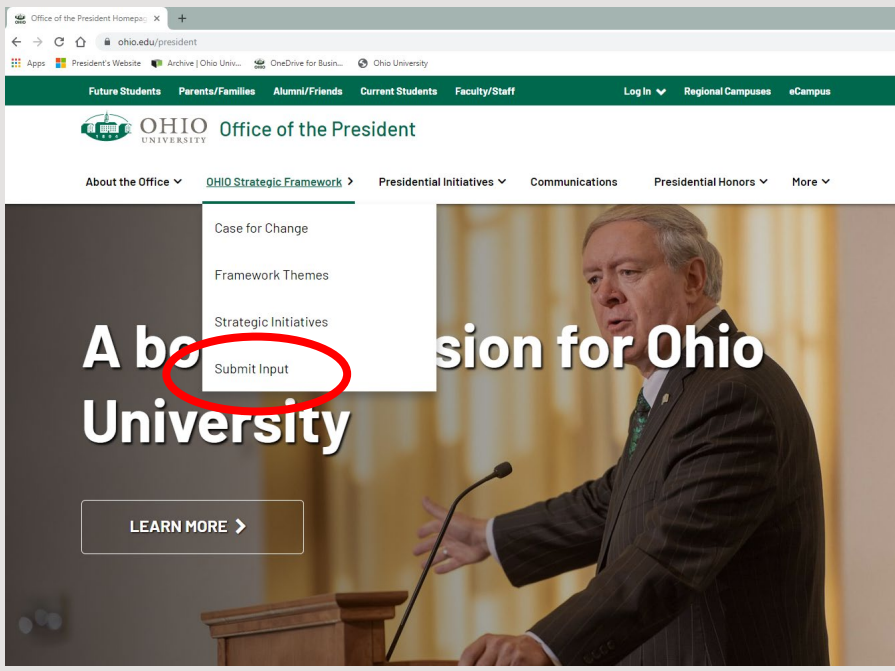 Office of the President Homepag
ohio.edu/president
Apps President's Website Archive | Ohio Univ... OneDrive for Busin... Ohio University
Future Students Parents/Families Alumni/Friends Current Students Faculty/Staff Log In Regional Campuses eCampus
OHIO UNIVERSITY Office of the President
About the Office OHIO Strategic Framework Presidential Initiatives Communications Presidential Honors More
Case for Change
Framework Themes
Strategic Initiatives
Submit Input
A bo sion for Ohio
University
LEARN MORE